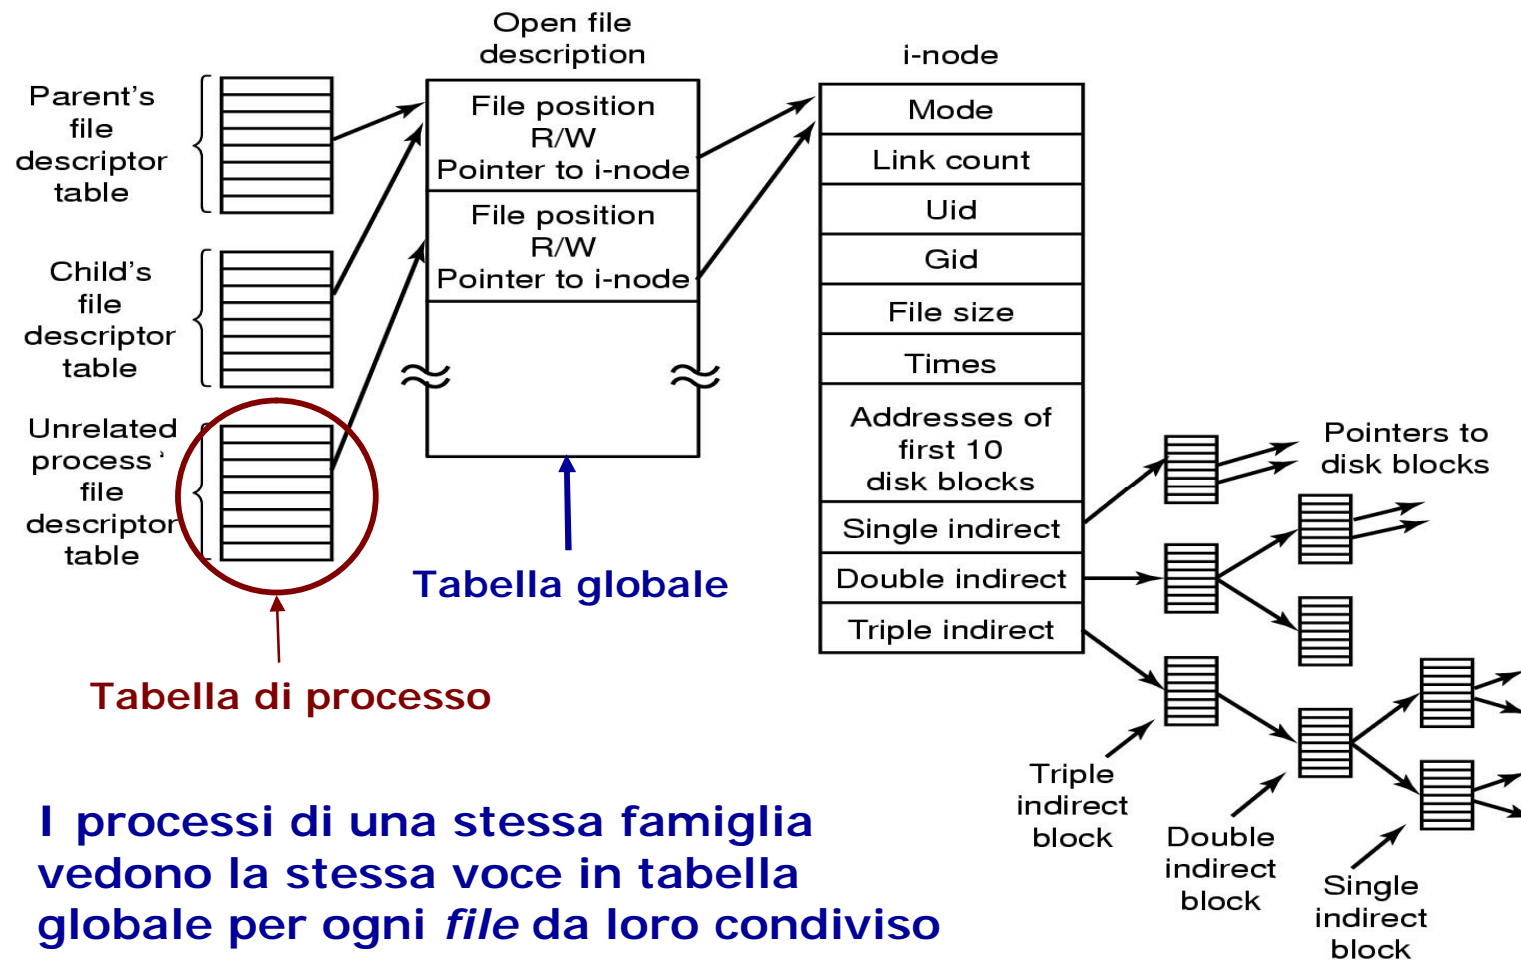 Open file
description
i-node
Parent's
file
descriptor
table
File position
R/W
Pointer to i-node
File position
R/W
Pointer to i-node
Child's
file
descriptor
table
Unrelated
process'
file
descriptor
table
Mode
Link count
Uid
Gid
File size
Times
Addresses of
first 10
disk blocks
Single indirect
Double indirect
Triple indirect
Pointers to
disk blocks
Tabella globale
Tabella di processo
Triple
indirect
block
Double
indirect
block
Single
indirect
block
I processi di una stessa famiglia
vedono la stessa voce in tabella
globale per ogni file da loro condiviso